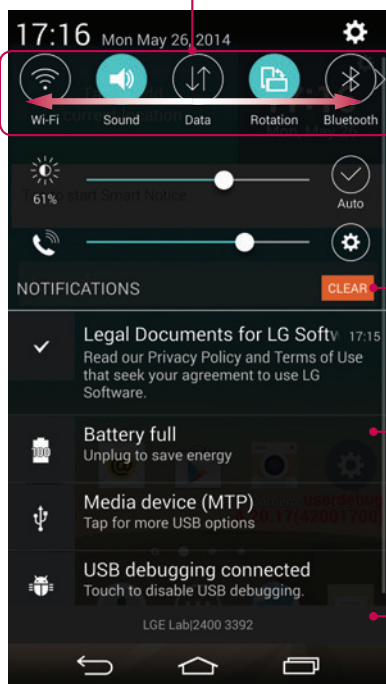 17:16 Mon May 26, 2014
Wi-Fi Sound Data Rotation Bluetooth
61% Auto
NOTIFICATIONS CLEAR
Legal Documents for LG Softw 17:15
Read our Privacy Policy and Terms of Use
that seek your agreement to use LG
Software.
100
Battery full
Unplug to save energy
Media device (MTP)
Tap for more USB options
USB debugging connected
Touch to disable USB debugging.
LGE Lab|2400 3392